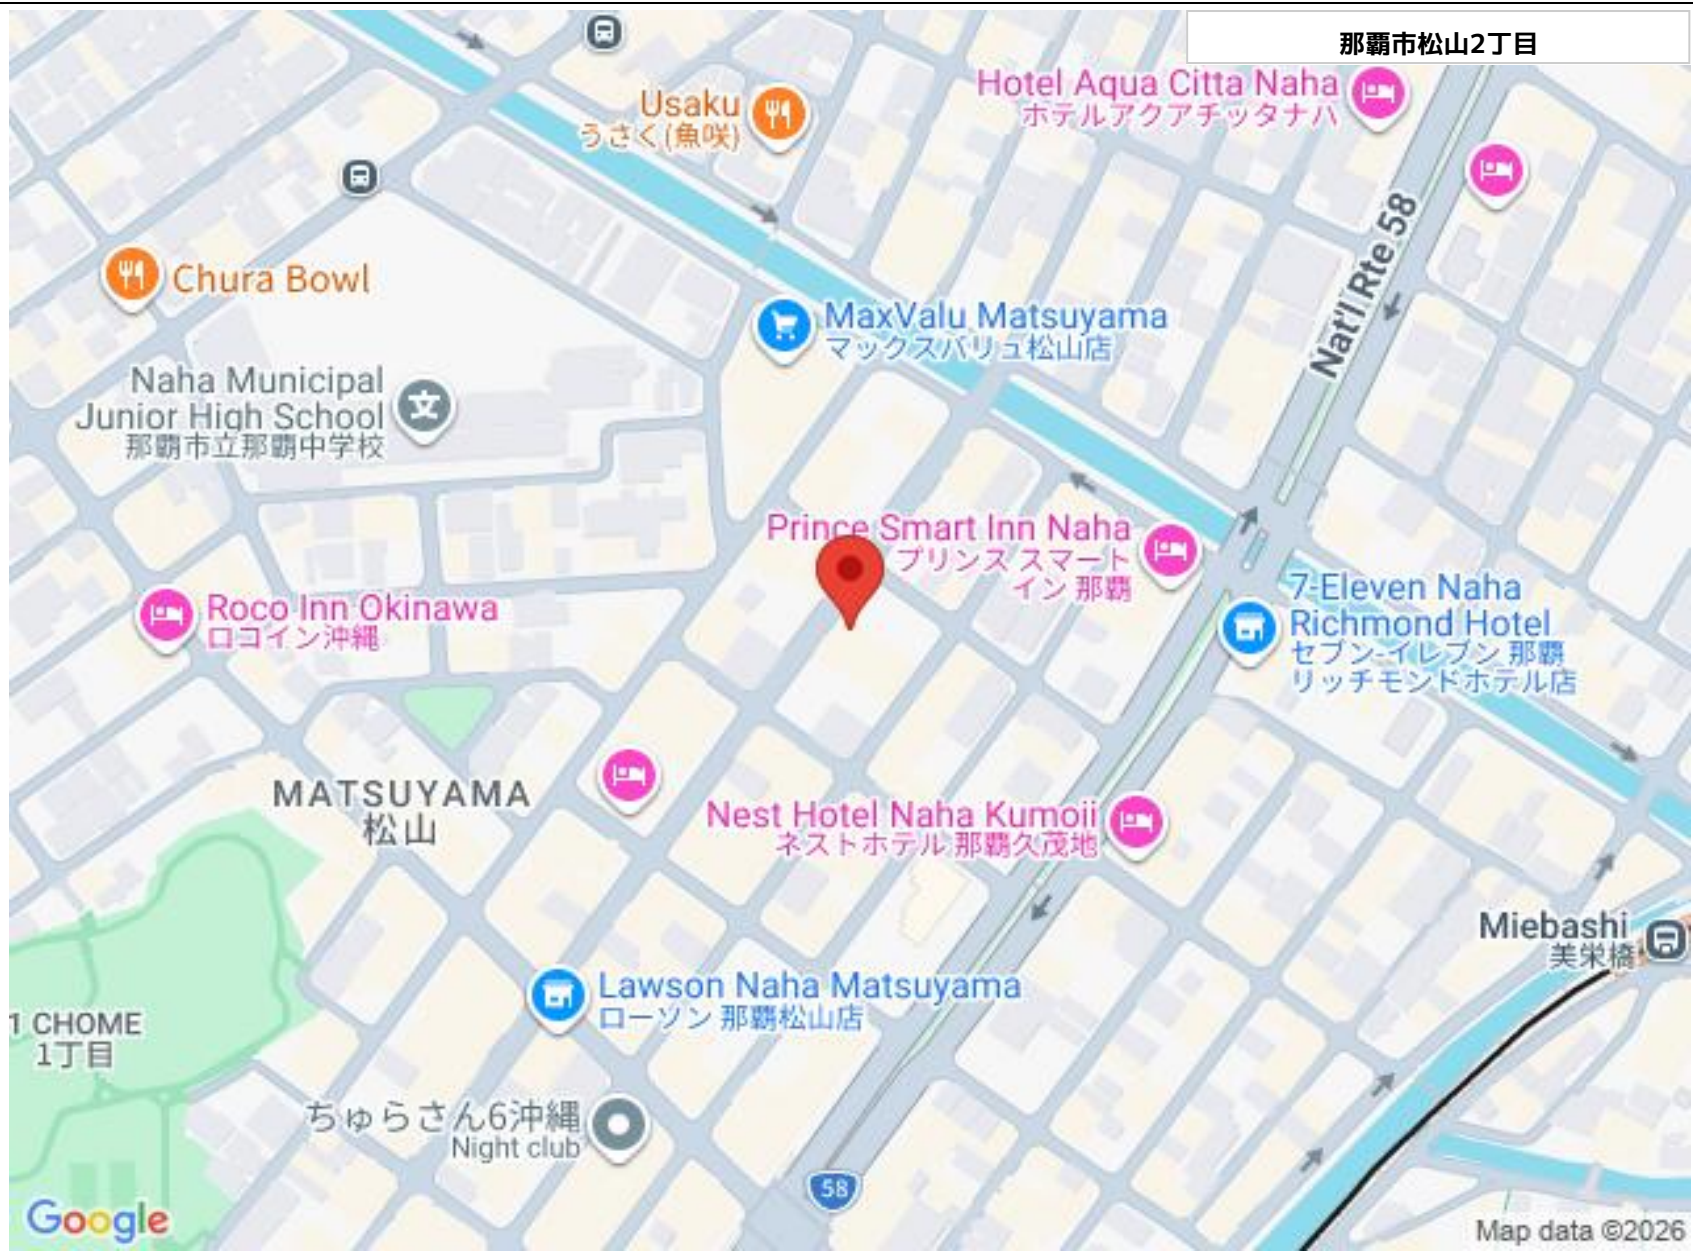 那覇市松山2丁目
Hotel Aqua Citta Naha
ホテルアクアチッタナハ
Usaku
うさく(魚咲)
Nat'l Rte 58
Chura Bowl
MaxValu Matsuyama
マックスバリュ松山店
Naha Municipal
Junior High School
那覇市立那覇中学校
文
Prince Smart Inn Naha
プリンス スマート
イン 那覇
7-Eleven Naha
Richmond Hotel
セブン-イレブン 那覇
リッチモンドホテル店
Roco Inn Okinawa
ロコイン沖縄
MATSUYAMA
松山
Nest Hotel Naha Kumoji
ネストホテル 那覇久茂地
Miebashi
美栄橋
Lawson Naha Matsuyama
ローソン 那覇松山店
1 CHOME
1丁目
ちゅらさん6沖縄
Night club
58
Google
Map data ©2026